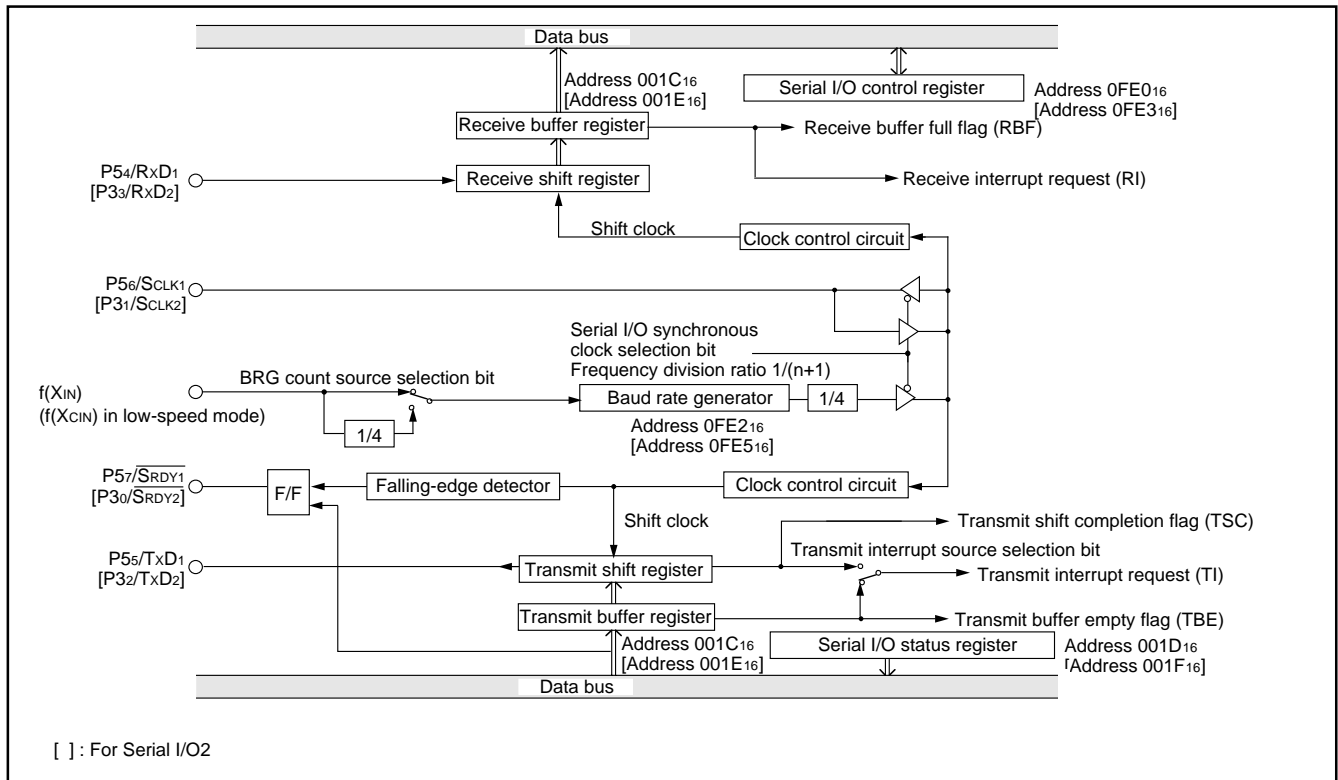 Data bus
Address 001C16
[Address 001E16]
Serial I/O control register
Address 0FE016
[Address 0FE316]
Receive buffer register
Receive buffer full flag (RBF)
P54/RXD1
[P33/RXD2]
Receive shift register
Receive interrupt request (RI)
Shift clock
Clock control circuit
P56/SCLK1
[P31/SCLK2]
Serial I/O synchronous
clock selection bit
Frequency division ratio 1/(n+1)
BRG count source selection bit
f(XIN)
(f(XCIN) in low-speed mode)
Baud rate generator
1/4
1/4
Address 0FE216
[Address 0FE516]
P57/SRDY1
[P30/SRDY2]
F/F
Falling-edge detector
Clock control circuit
Shift clock
Transmit shift completion flag (TSC)
P55/TXD1
[P32/TXD2]
Transmit interrupt source selection bit
Transmit shift register
Transmit interrupt request (TI)
Transmit buffer register
Transmit buffer empty flag (TBE)
Address 001C16
[Address 001E16]
Serial I/O status register
Address 001D16
[Address 001F16]
Data bus
[ ] : For Serial I/O2